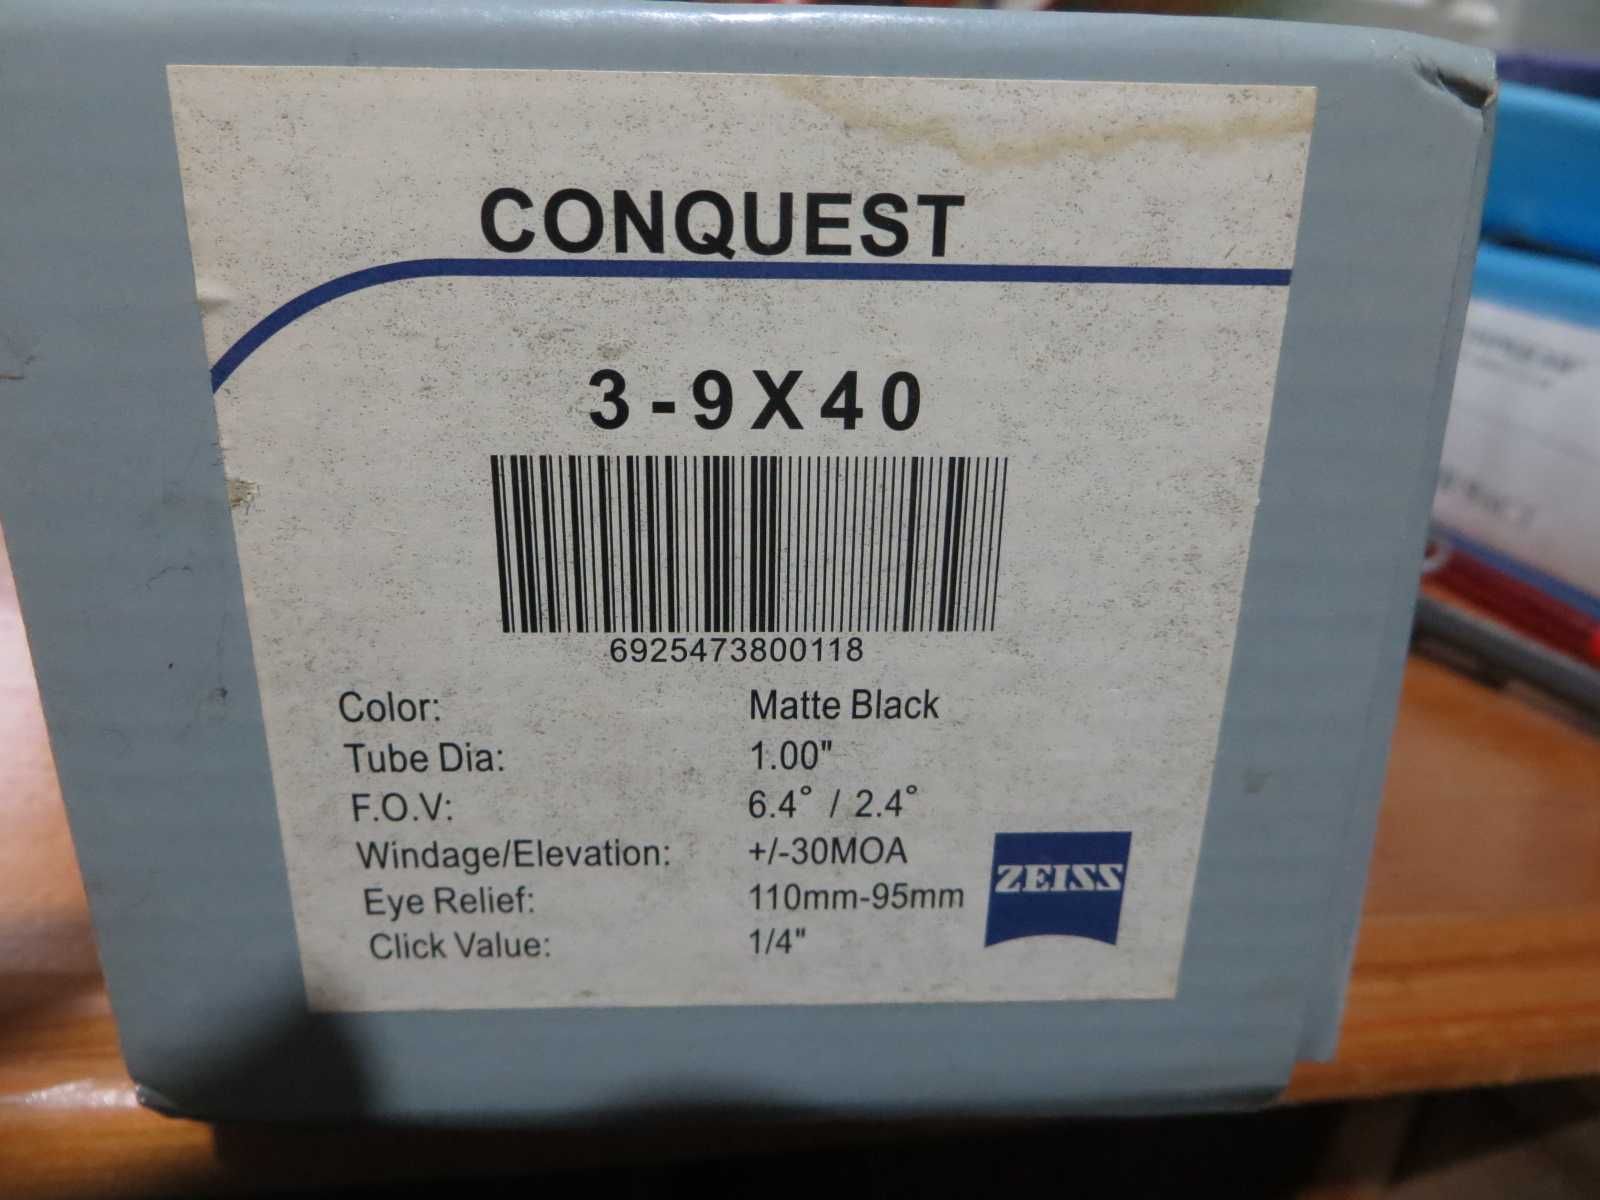 CONQUEST
3-9X40
6925473800118
Color: Matte Black
Tube Dia: 1.00"
F.O.V: 6.4° / 2.4°
Windage/Elevation: +/-30MOA
Eye Relief: 110mm-95mm
Click Value: 1/4"
ZEISS